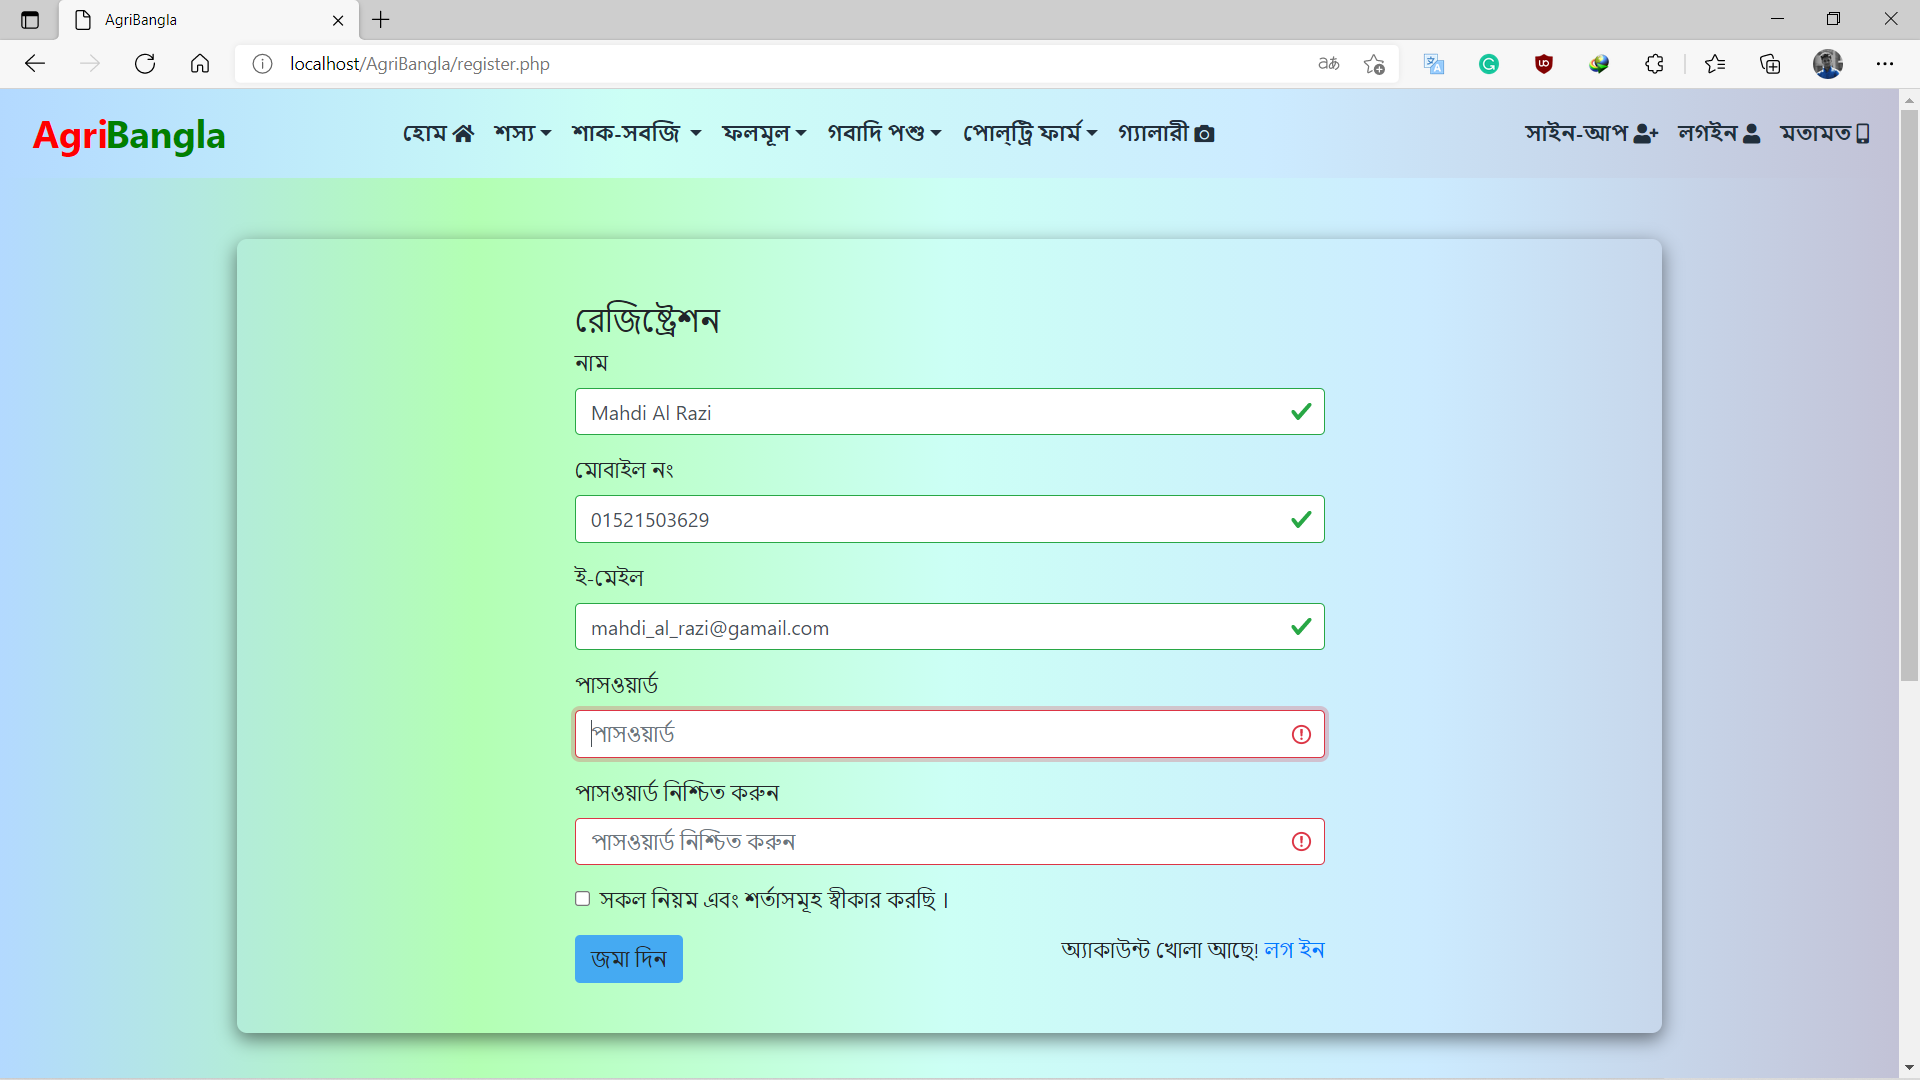 AgriBangla
localhost/AgriBangla/register.php
AgriBangla হোম শস্য শাক-সবজি ফলমূল গবাদি পশু পোল্ট্রি ফার্ম গ্যালারী সাইন-আপ লগইন মতামত
রেজিষ্ট্রেশন
নাম
Mahdi Al Razi
মোবাইল নং
01521503629
ই-মেইল
mahdi_al_razi@gamail.com
পাসওয়ার্ড
পাসওয়ার্ড
পাসওয়ার্ড নিশ্চিত করুন
পাসওয়ার্ড নিশ্চিত করুন
সকল নিয়ম এবং শর্তাসমূহ স্বীকার করছি ।
জমা দিন
অ্যাকাউন্ট খোলা আছে! লগ ইন